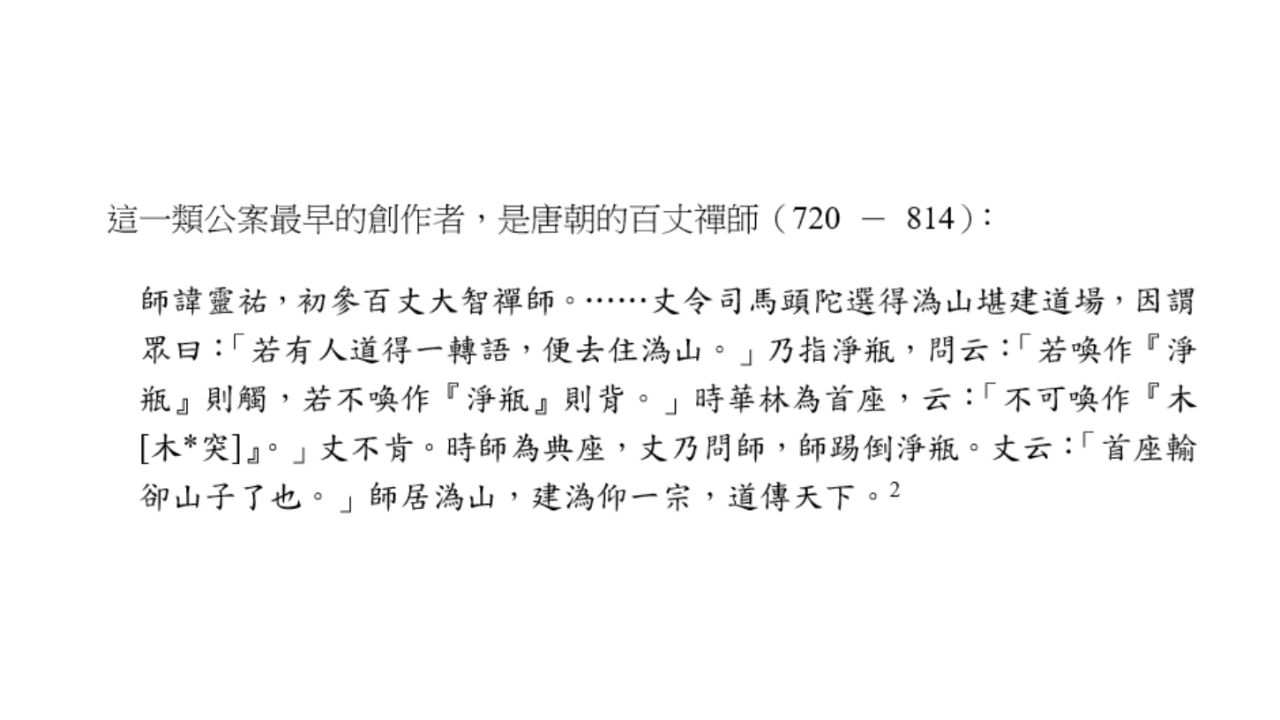 這一類公案最早的創作者，是唐朝的百丈禪師（720 － 814）：
師諱靈祐，初參百丈大智禪師。……丈令司馬頭陀選得溈山堪建道場，因謂
眾曰：「若有人道得一轉語，便去住溈山。」乃指淨瓶，問云：「若喚作『淨
瓶』則觸，若不喚作『淨瓶』則背。」時華林為首座，云：「不可喚作『木
[木*突]』。」丈不肯。時師為典座，丈乃問師，師踢倒淨瓶。丈云：「首座輸
卻山子了也。」師居溈山，建溈仰一宗，道傳天下。2